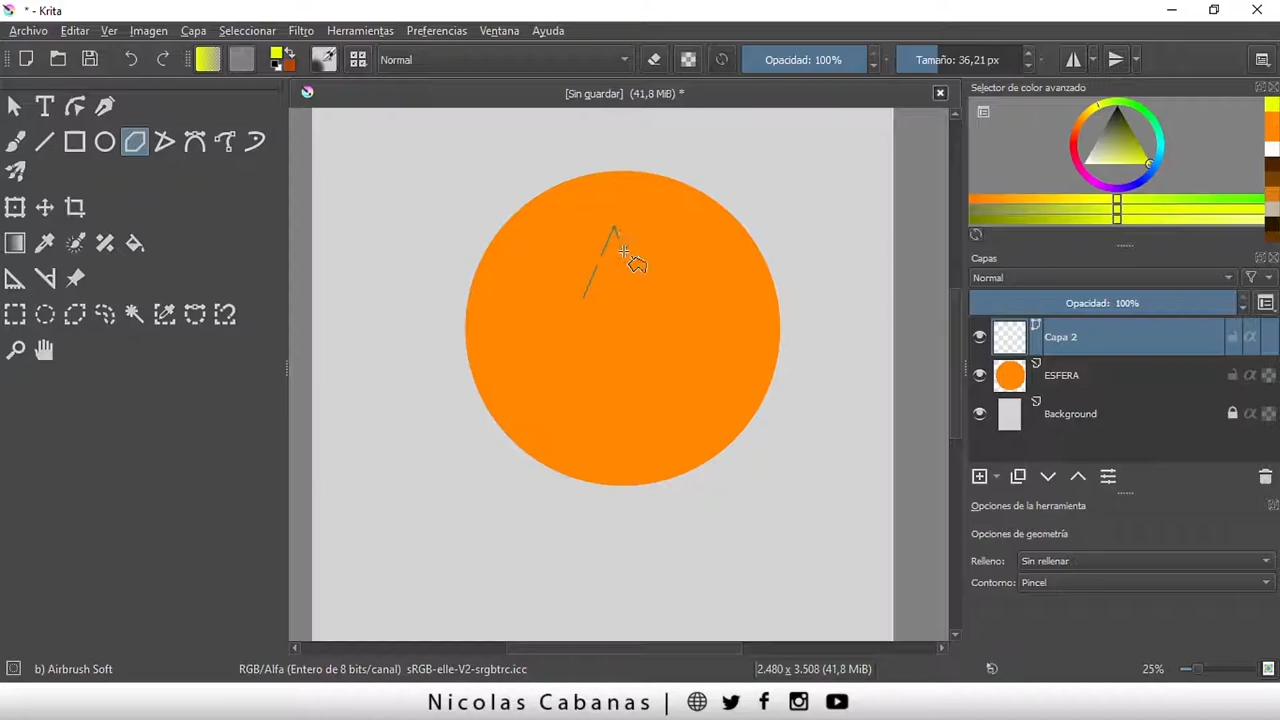 * - Krita
Archivo Editar Ver Imagen Capa Seleccionar Filtro Herramientas Preferencias Ventana Ayuda
Normal Opacidad: 100% Tamaño: 36,21 px
[Sin guardar] (41,8 MiB) *
Selector de color avanzado
Capas
Normal
Opacidad: 100%
Capa 2
ESFERA
Background
Opciones de la herramienta
Opciones de geometría
Relleno: Sin rellenar
Contorno: Pincel
b) Airbrush Soft RGB/Alfa (Entero de 8 bits/canal) sRGB-elle-V2-srgbtrc.icc 2.480 x 3.508 (41,8 MiB) 25%
Nicolas Cabanas |